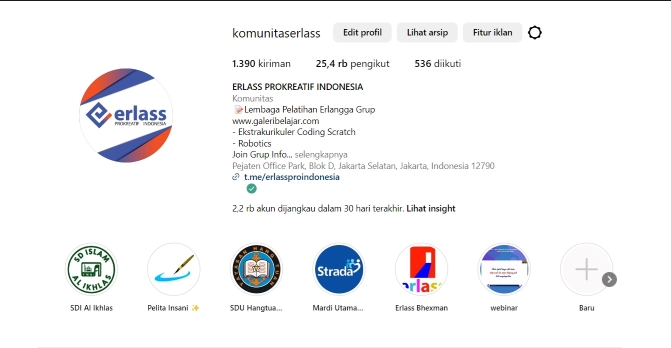 komunitaserlass Edit profil Lihat arsip Fitur iklan
1.390 kiriman 25,4 rb pengikut 536 diikuti
ERLASS PROKREATIF INDONESIA
Komunitas
📝Lembaga Pelatihan Erlangga Grup
www.galeribelajar.com
- Ekstrakurikuler Coding Scratch
- Robotics
Join Grup Info... selengkapnya
Pejaten Office Park, Blok D, Jakarta Selatan, Jakarta, Indonesia 12790
t.me/erlassproindonesia
2,2 rb akun dijangkau dalam 30 hari terakhir. Lihat insight
erlass
PROKREATIF INDONESIA
SD ISLAM
AL IKHLAS
Strada
erlas
SDI Al Ikhlas Pelita Insani ✨ SDU Hangtua... Mardi Utama... Erlass Bhexman webinar Baru